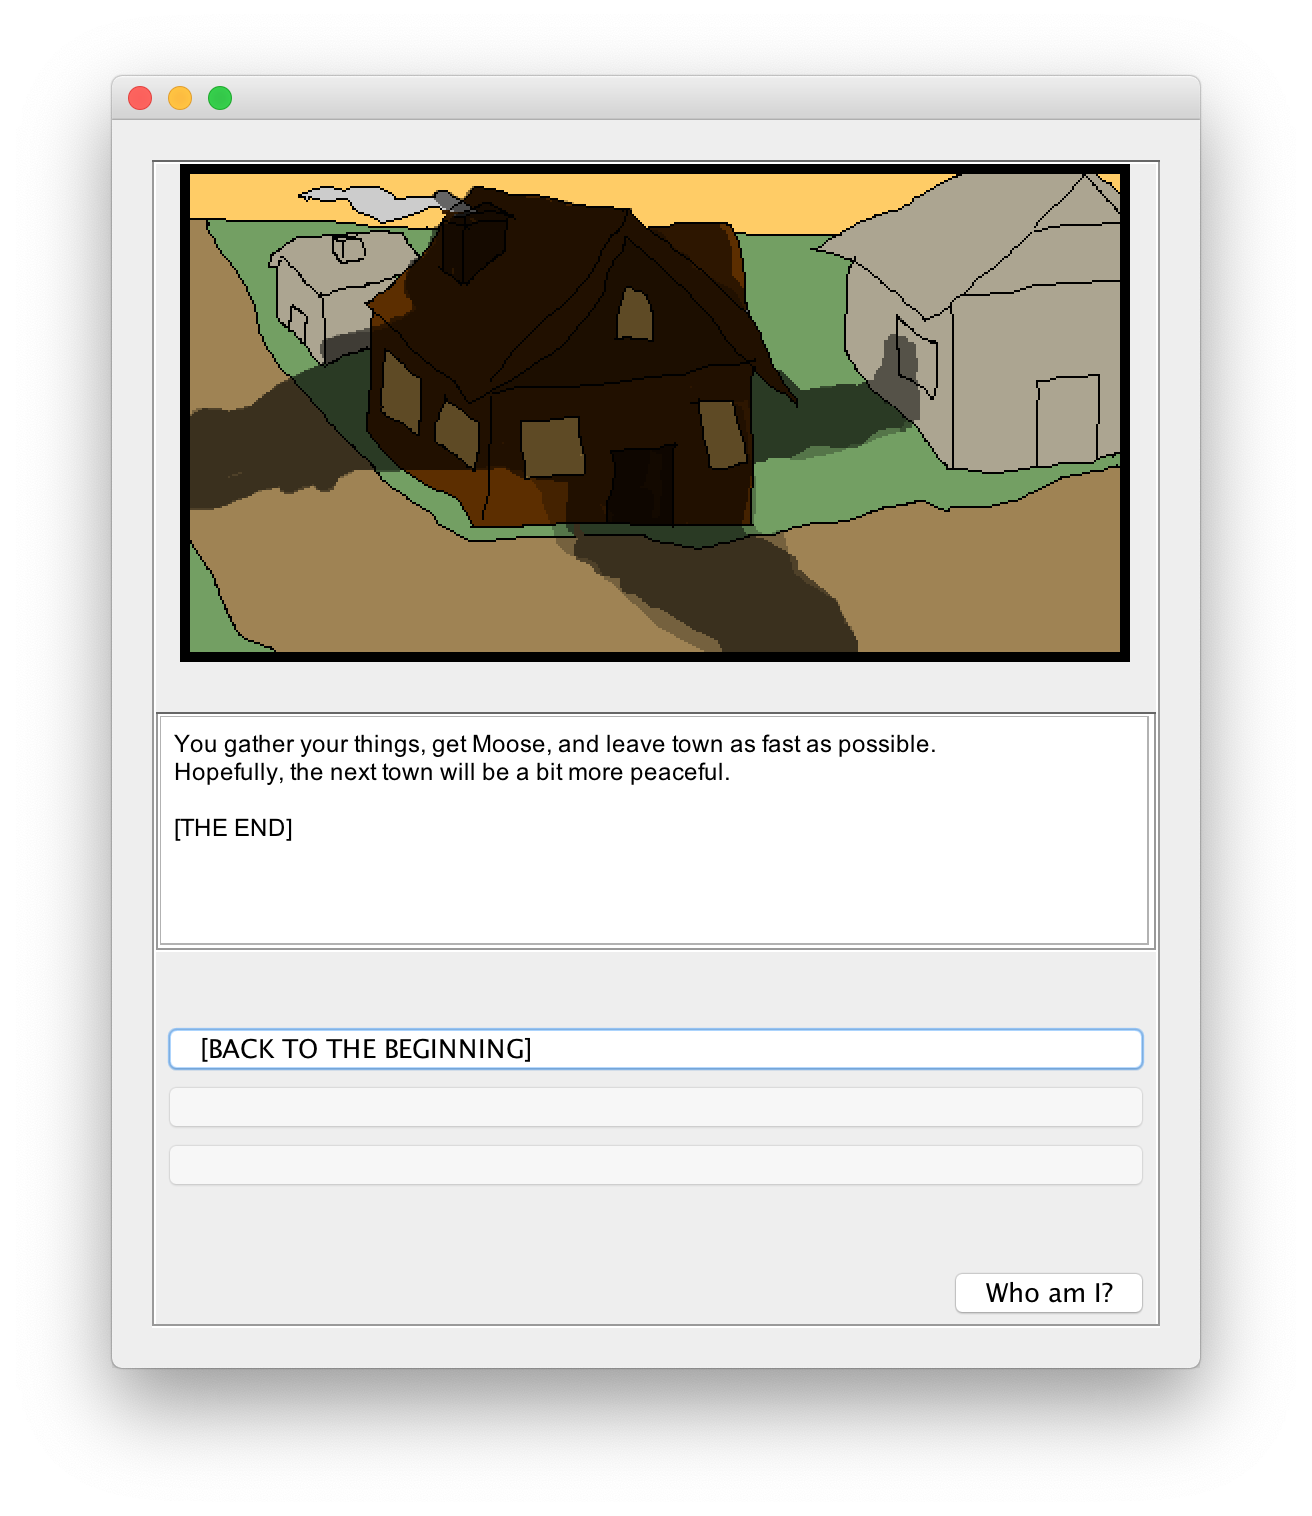 You gather your things, get Moose, and leave town as fast as possible.
Hopefully, the next town will be a bit more peaceful.
[THE END]
[BACK TO THE BEGINNING]
Who am I?